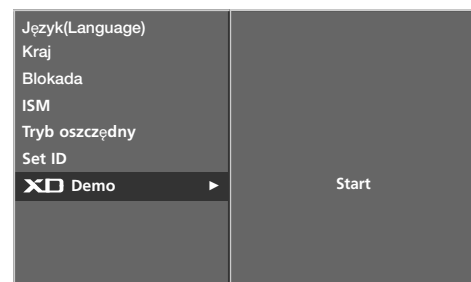 Język(Language)
Kraj
Blokada
ISM
Tryb oszczędny
Set ID
XD Demo ►
Start